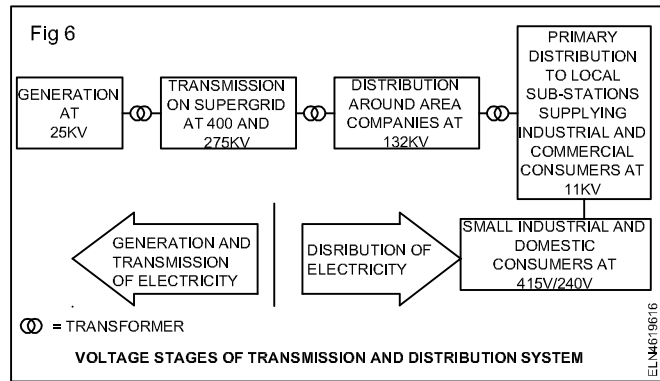 Fig 6
GENERATION
AT
25KV
TRANSMISSION
ON SUPERGRID
AT 400 AND
275KV
DISTRIBUTION
AROUND AREA
COMPANIES AT
132KV
PRIMARY
DISTRIBUTION
TO LOCAL
SUB-STATIONS
SUPPLYING
INDUSTRIAL AND
COMMERCIAL
CONSUMERS AT
11KV
GENERATION AND
TRANSMISSION
OF ELECTRICITY
DISRIBUTION OF
ELECTRICITY
SMALL INDUSTRIAL AND
DOMESTIC
CONSUMERS AT
415V/240V
= TRANSFORMER
VOLTAGE STAGES OF TRANSMISSION AND DISTRIBUTION SYSTEM
ELN4619616